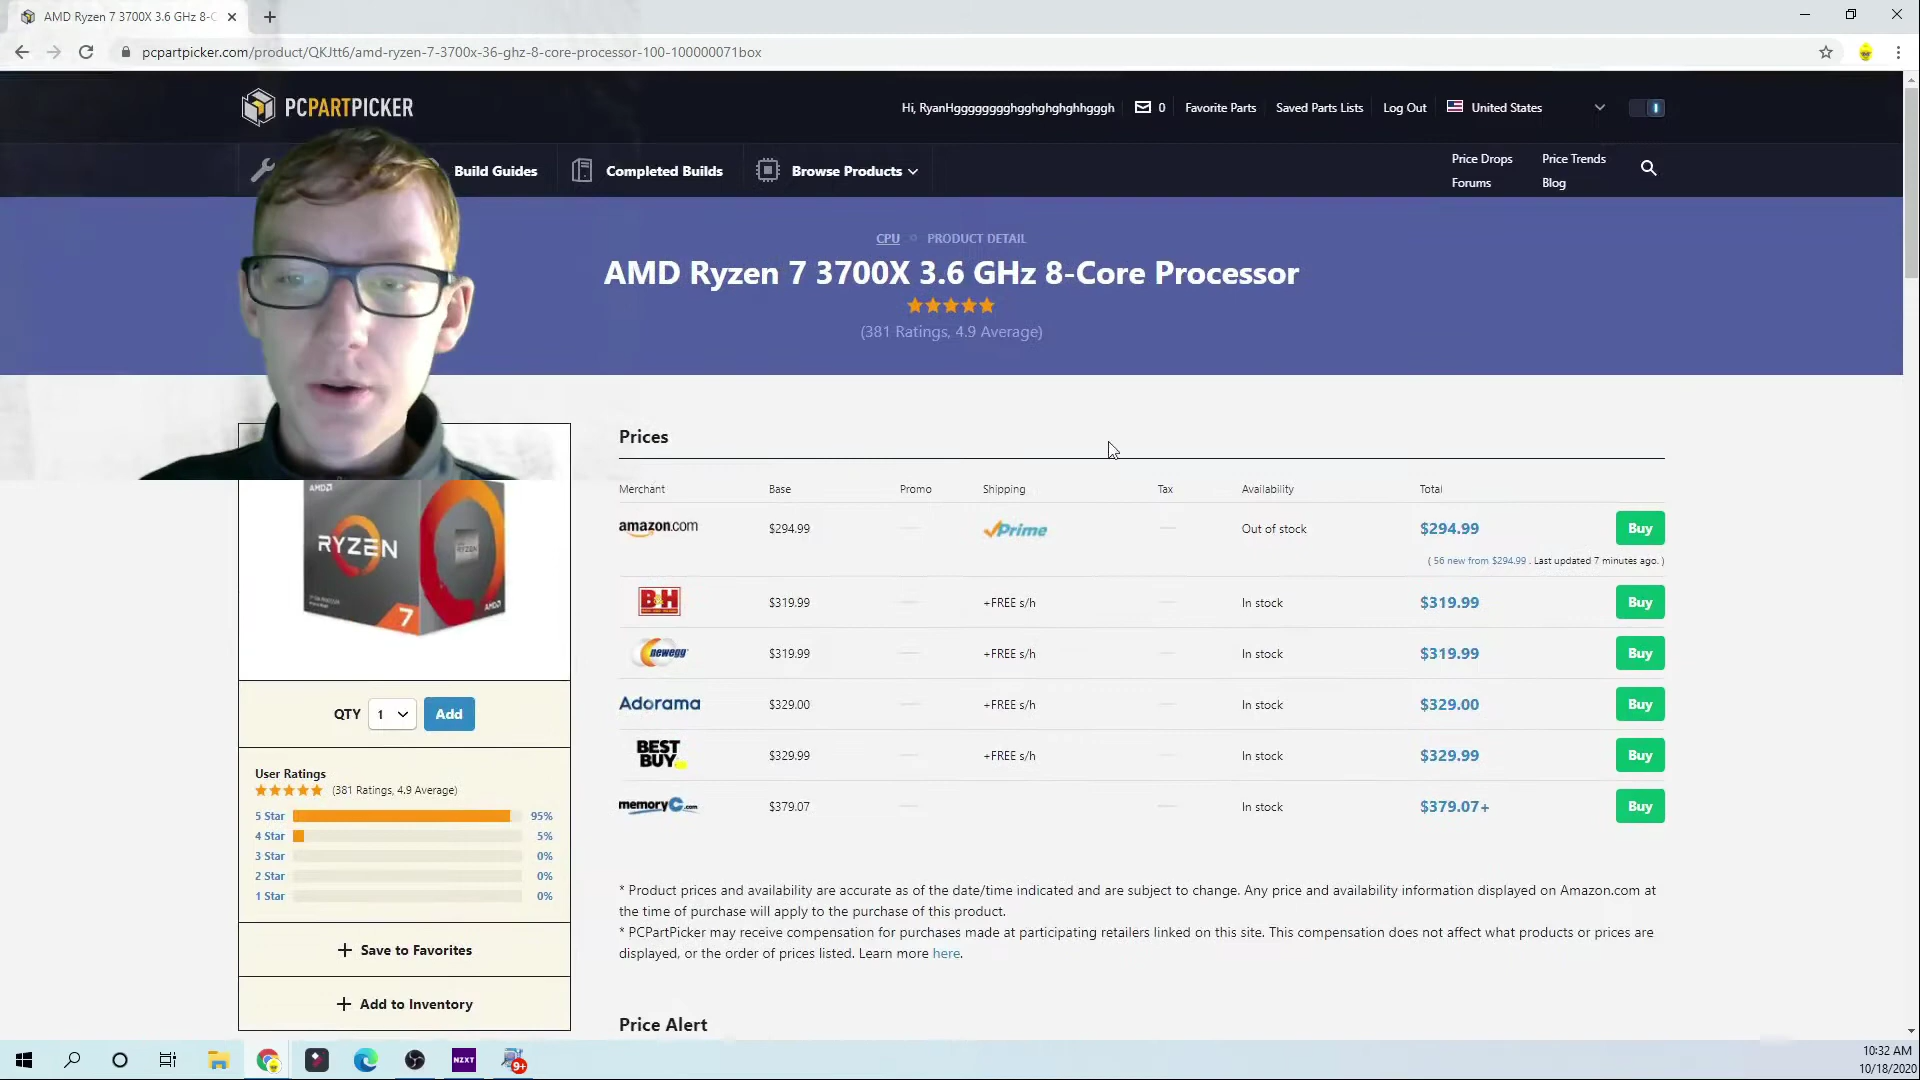 AMD Ryzen 7 3700X 3.6 GHz 8-C
pcpartpicker.com/product/QKJtt6/amd-ryzen-7-3700x-36-ghz-8-core-processor-100-100000071box
PCPARTPICKER
Hi, RyanHgggggggghgghghghghhgggh 0 Favorite Parts Saved Parts Lists Log Out United States
Build Guides Completed Builds Browse Products
Price Drops Price Trends
Forums Blog
CPU PRODUCT DETAIL
AMD Ryzen 7 3700X 3.6 GHz 8-Core Processor
(381 Ratings, 4.9 Average)
AMD
RYZEN
RYZEN
7
AMD
QTY 1 Add
User Ratings
(381 Ratings, 4.9 Average)
5 Star 95%
4 Star 5%
3 Star 0%
2 Star 0%
1 Star 0%
+ Save to Favorites
+ Add to Inventory
Prices
Merchant Base Promo Shipping Tax Availability Total
amazon.com $294.99 — Prime — Out of stock $294.99 Buy
( 56 new from $294.99 . Last updated 7 minutes ago. )
B&H $319.99 — +FREE s/h — In stock $319.99 Buy
newegg $319.99 — +FREE s/h — In stock $319.99 Buy
Adorama $329.00 — +FREE s/h — In stock $329.00 Buy
BEST BUY $329.99 — +FREE s/h — In stock $329.99 Buy
memoryC.com $379.07 — — In stock $379.07+ Buy
* Product prices and availability are accurate as of the date/time indicated and are subject to change. Any price and availability information displayed on Amazon.com at
the time of purchase will apply to the purchase of this product.
* PCPartPicker may receive compensation for purchases made at participating retailers linked on this site. This compensation does not affect what products or prices are
displayed, or the order of prices listed. Learn more here.
Price Alert
NZXT
9+
10:32 AM
10/18/2020